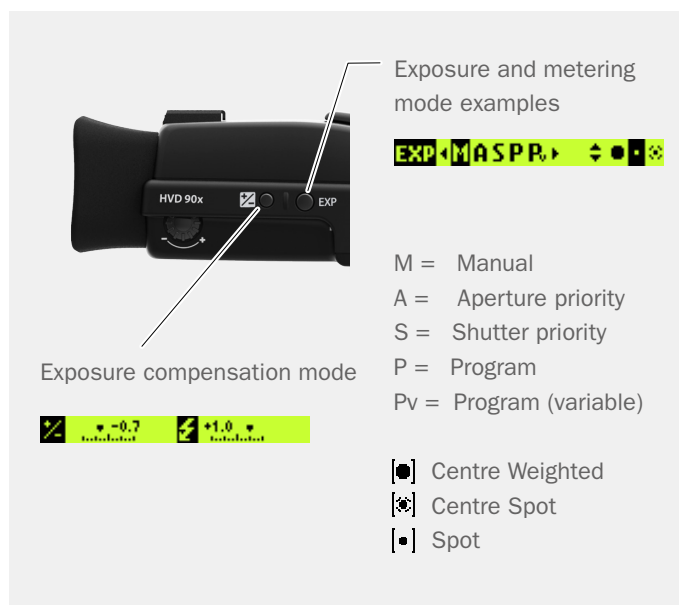 Exposure and metering
mode examples
EXP M A S P Pv
HVD 90x
EXP
- +
M = Manual
A = Aperture priority
S = Shutter priority
P = Program
Pv = Program (variable)
Exposure compensation mode
+/- -0.7 +1.0
Centre Weighted
Centre Spot
Spot